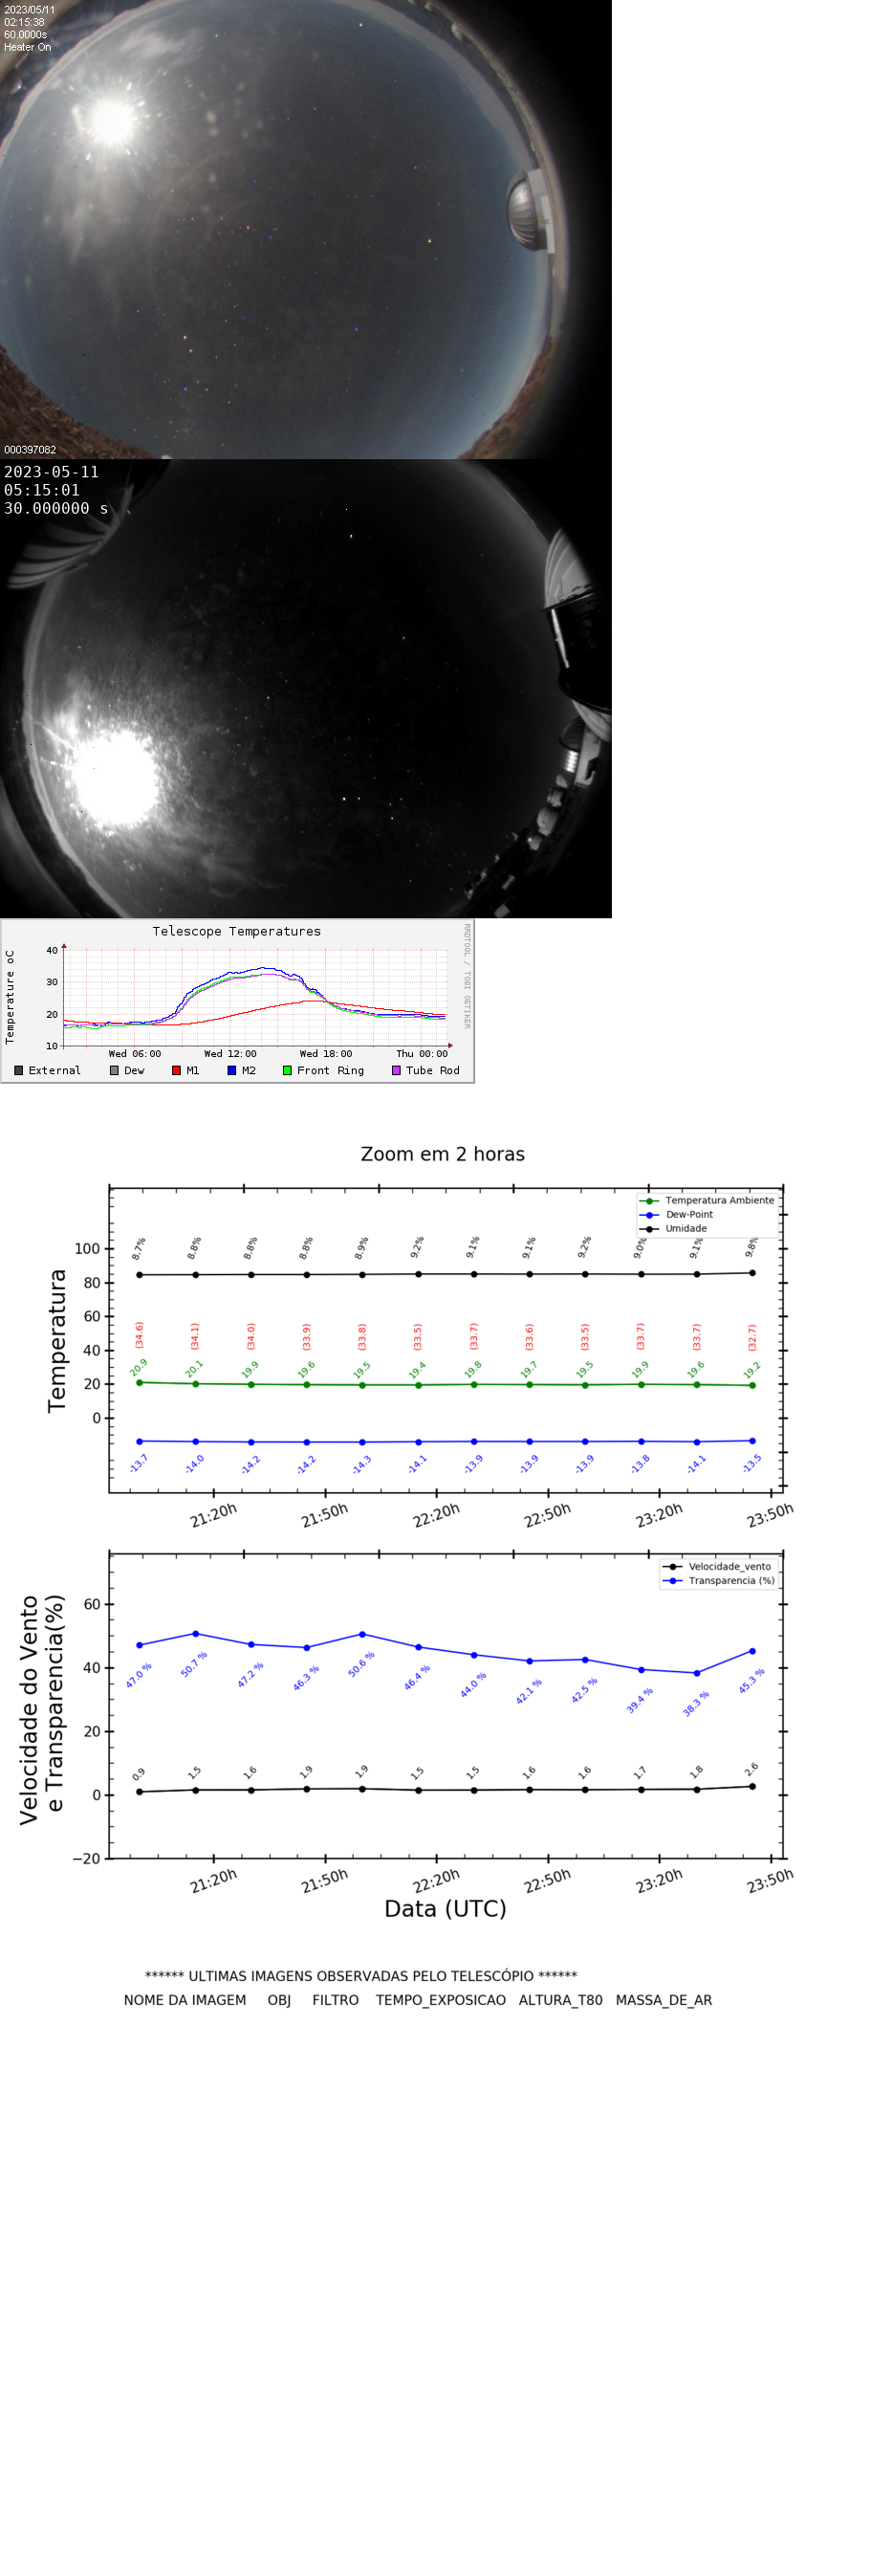 2023/05/11
02:15:38
60.0000s
Heater On
000397082
2023-05-11
05:15:01
30.000000 s
Telescope Temperatures
RRDTOOL / TOBI OETIKER
Temperature oC
40
30
20
10
Wed 06:00 Wed 12:00 Wed 18:00 Thu 00:00
External Dew M1 M2 Front Ring Tube Rod
Zoom em 2 horas
Temperatura Ambiente
Dew-Point
Umidade
Temperatura
100
80
60
40
20
0
8.7% 8.8% 8.8% 8.8% 8.9% 9.2% 9.1% 9.1% 9.2% 9.0% 9.1% 9.8%
(34.6) (34.1) (34.0) (33.9) (33.8) (33.5) (33.7) (33.6) (33.5) (33.7) (33.7) (32.7)
20.9 20.1 19.9 19.6 19.5 19.4 19.8 19.7 19.5 19.9 19.6 19.2
-13.7 -14.0 -14.2 -14.2 -14.3 -14.1 -13.9 -13.9 -13.9 -13.8 -14.1 -13.5
21:20h 21:50h 22:20h 22:50h 23:20h 23:50h
Velocidade_vento
Transparencia (%)
Velocidade do Vento
e Transparencia(%)
60
40
20
0
−20
47.0 % 50.7 % 47.2 % 46.3 % 50.6 % 46.4 % 44.0 % 42.1 % 42.5 % 39.4 % 38.3 % 45.3 %
0.9 1.5 1.6 1.9 1.9 1.5 1.5 1.6 1.6 1.7 1.8 2.6
21:20h 21:50h 22:20h 22:50h 23:20h 23:50h
Data (UTC)
****** ULTIMAS IMAGENS OBSERVADAS PELO TELESCÓPIO ******
NOME DA IMAGEM OBJ FILTRO TEMPO_EXPOSICAO ALTURA_T80 MASSA_DE_AR